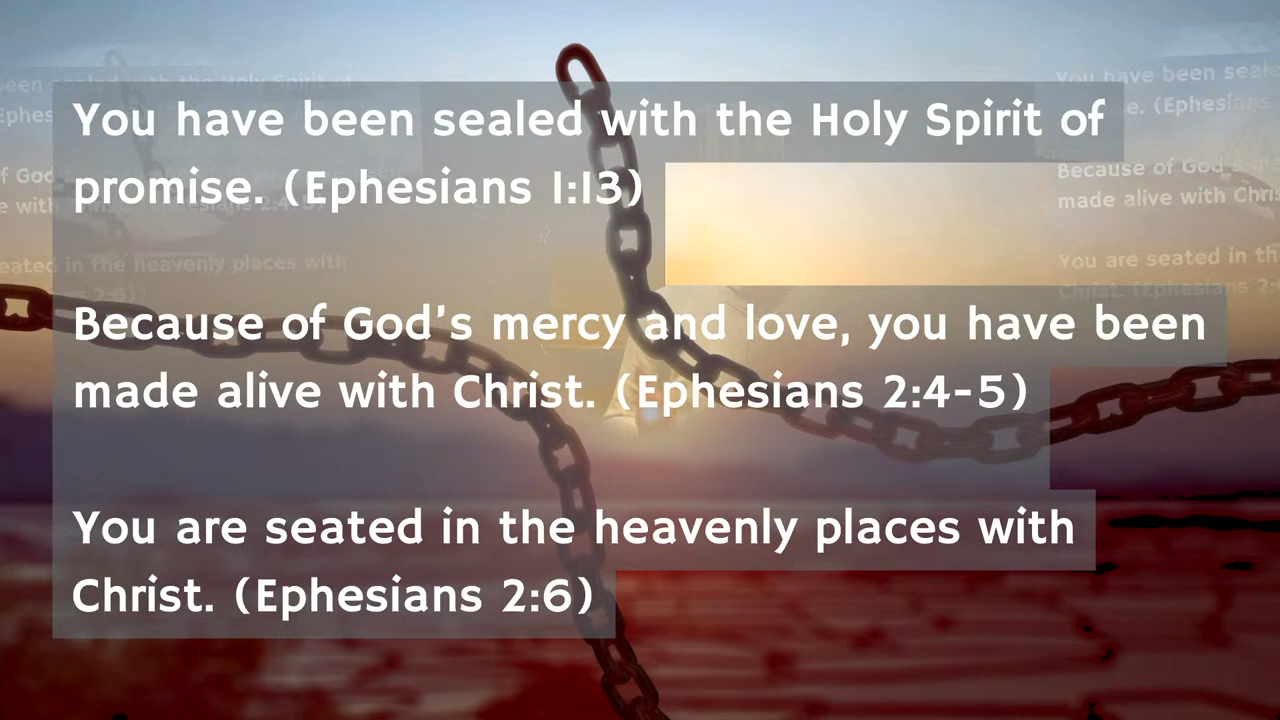 You have been sealed with the Holy Spirit of
promise. (Ephesians 1:13)
Because of God's mercy and love, you have been
made alive with Christ. (Ephesians 2:4-5)
You are seated in the heavenly places with
Christ. (Ephesians 2:6)